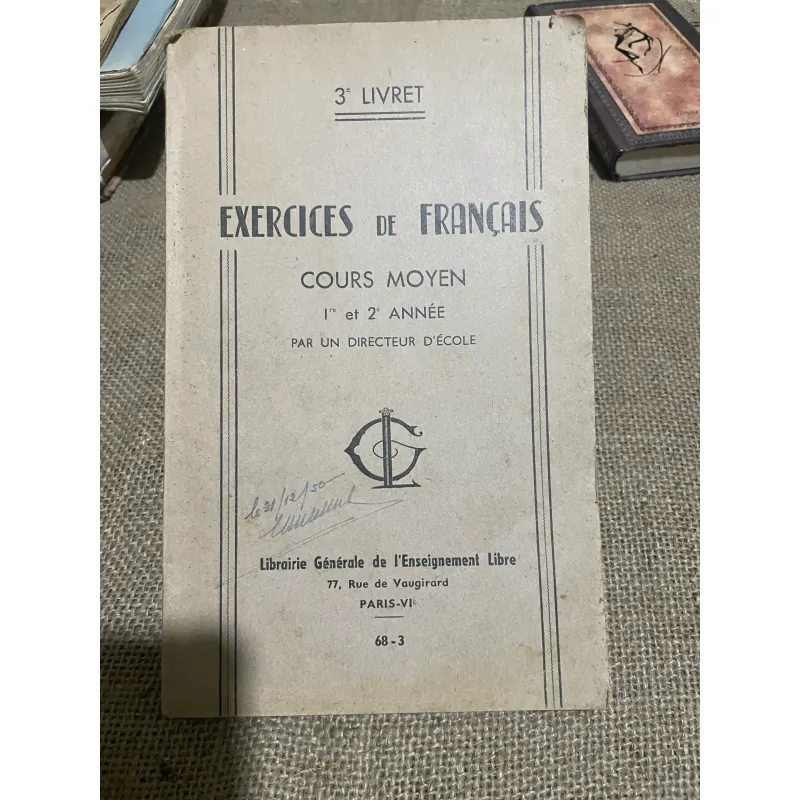 3e LIVRET
EXERCICES DE FRANÇAIS
COURS MOYEN
1re et 2e ANNÉE
PAR UN DIRECTEUR D'ÉCOLE
le 31/12/50
Librairie Générale de l'Enseignement Libre
77, Rue de Vaugirard
PARIS-VIe
68-3